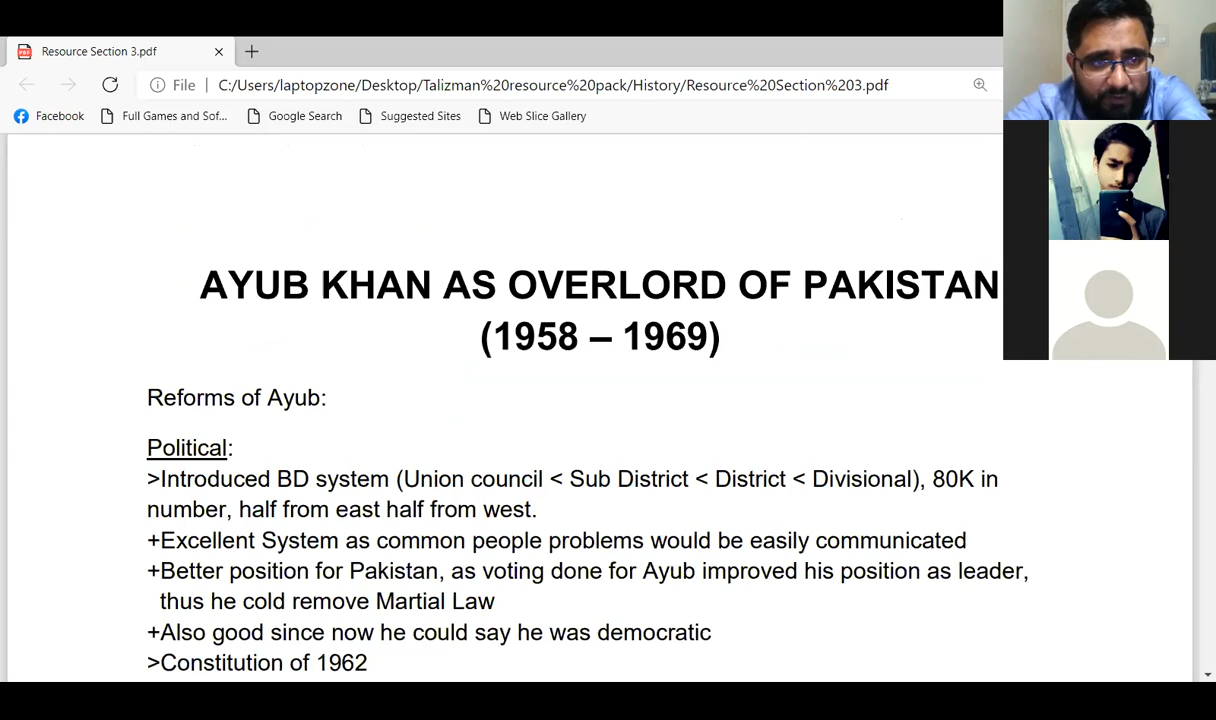 Resource Section 3.pdf
File | C:/Users/laptopzone/Desktop/Talizman%20resource%20pack/History/Resource%20Section%203.pdf
Facebook Full Games and Sof... Google Search Suggested Sites Web Slice Gallery
AYUB KHAN AS OVERLORD OF PAKISTAN
(1958 – 1969)
Reforms of Ayub:
Political:
>Introduced BD system (Union council < Sub District < District < Divisional), 80K in
number, half from east half from west.
+Excellent System as common people problems would be easily communicated
+Better position for Pakistan, as voting done for Ayub improved his position as leader,
thus he cold remove Martial Law
+Also good since now he could say he was democratic
>Constitution of 1962